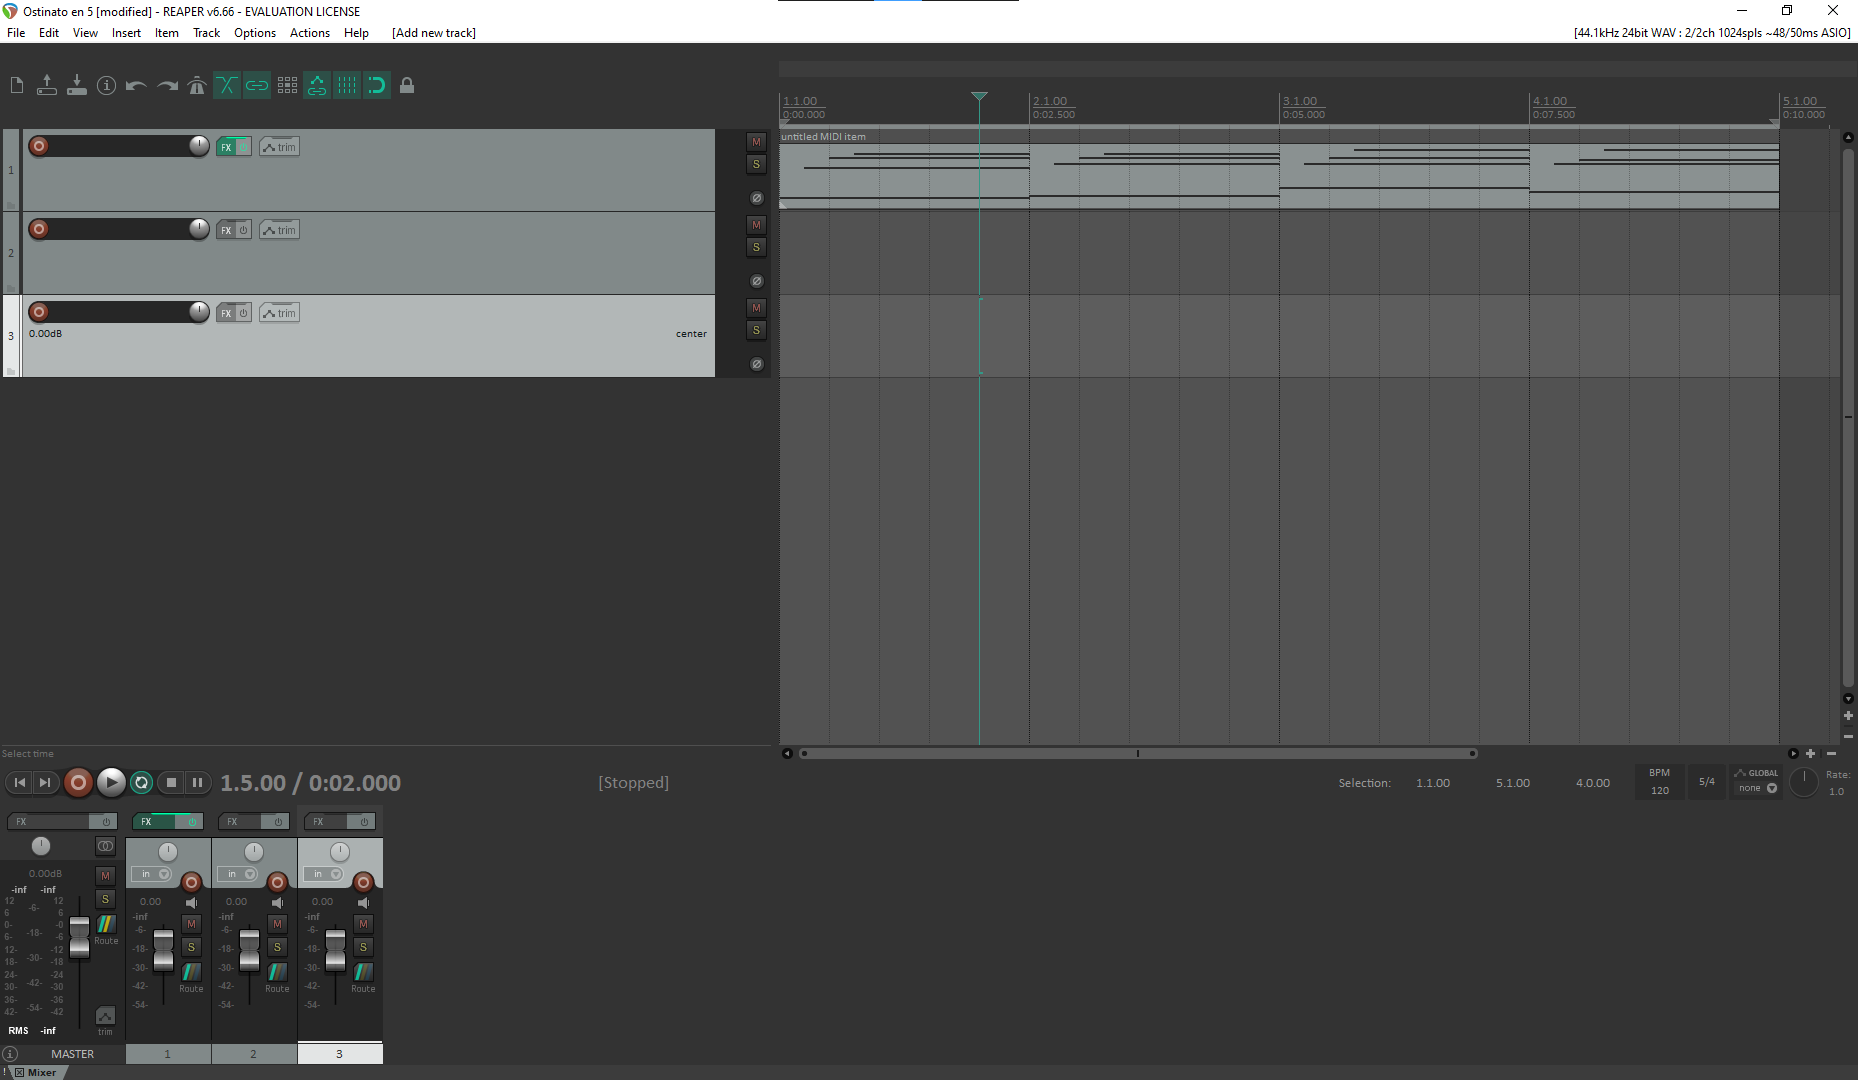 Ostinato en 5 [modified] - REAPER v6.66 - EVALUATION LICENSE
File Edit View Insert Item Track Options Actions Help [Add new track] [44.1kHz 24bit WAV : 2/2ch 1024spls ~48/50ms ASIO]
1.1.00 2.1.00 3.1.00 4.1.00 5.1.00
0:00.000 0:02.500 0:05.000 0:07.500 0:10.000
untitled MIDI item
1 FX trim M
S
2 FX trim M
S
3 FX trim M
S
0.00dB center
Select time
1.5.00 / 0:02.000 [Stopped] Selection: 1.1.00 5.1.00 4.0.00
BPM
120
5/4
GLOBAL
none
Rate:
1.0
FX FX FX FX
in in in
0.00dB M 0.00 0.00 0.00
-inf -inf -inf -inf -inf
S M M M
S S S
12 12
6 -6- 6
0- -0
6- -18- -6
12- -12
18- -30- -18
24- -24
30- -42- -30
36- -36
42- -54- -42
Route
-6- -6- -6-
-18- -18- -18-
-30- -30- -30-
-42- Route -42- Route -42- Route
-54- -54- -54-
RMS -inf trim
MASTER 1 2 3
! Mixer